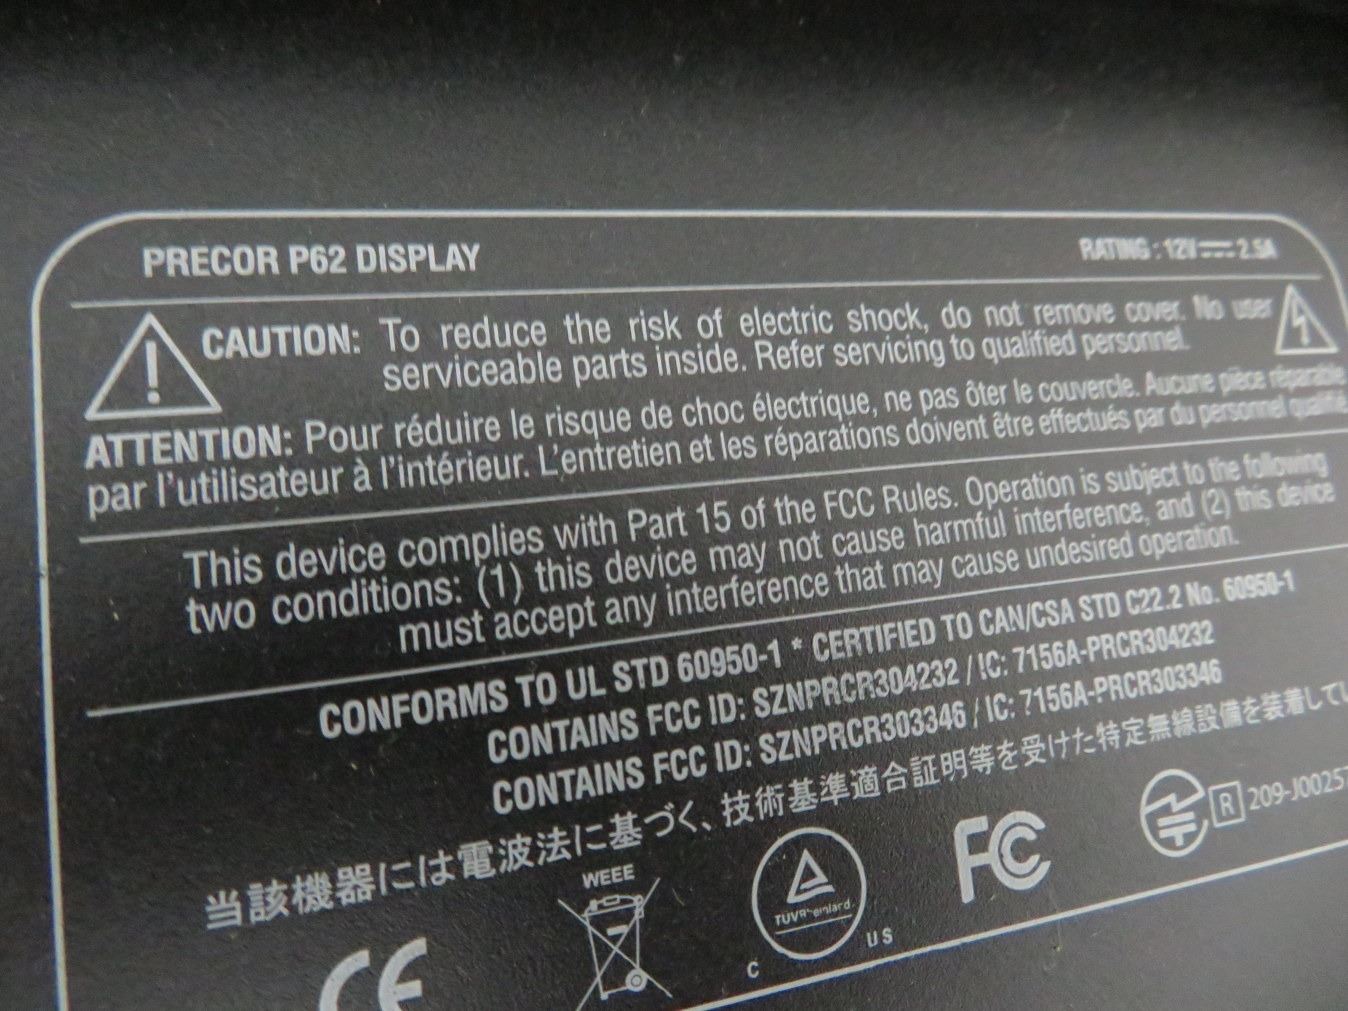 PRECOR P62 DISPLAY RATING : 12V ⎓ 2.5A
CAUTION: To reduce the risk of electric shock, do not remove cover. No user
serviceable parts inside. Refer servicing to qualified personnel.
ATTENTION: Pour réduire le risque de choc électrique, ne pas ôter le couvercle. Aucune pièce réparable
par l'utilisateur à l'intérieur. L'entretien et les réparations doivent être effectués par du personnel qualifié
This device complies with Part 15 of the FCC Rules. Operation is subject to the following
two conditions: (1) this device may not cause harmful interference, and (2) this device
must accept any interference that may cause undesired operation.
CONFORMS TO UL STD 60950-1 * CERTIFIED TO CAN/CSA STD C22.2 No. 60950-1
CONTAINS FCC ID: SZNPRCR304232 / IC: 7156A-PRCR304232
CONTAINS FCC ID: SZNPRCR303346 / IC: 7156A-PRCR303346
当該機器には電波法に基づく、技術基準適合証明等を受けた特定無線設備を装着してい
CE
WEEE
TÜVRheinland
C US
FC
R 209-J00257